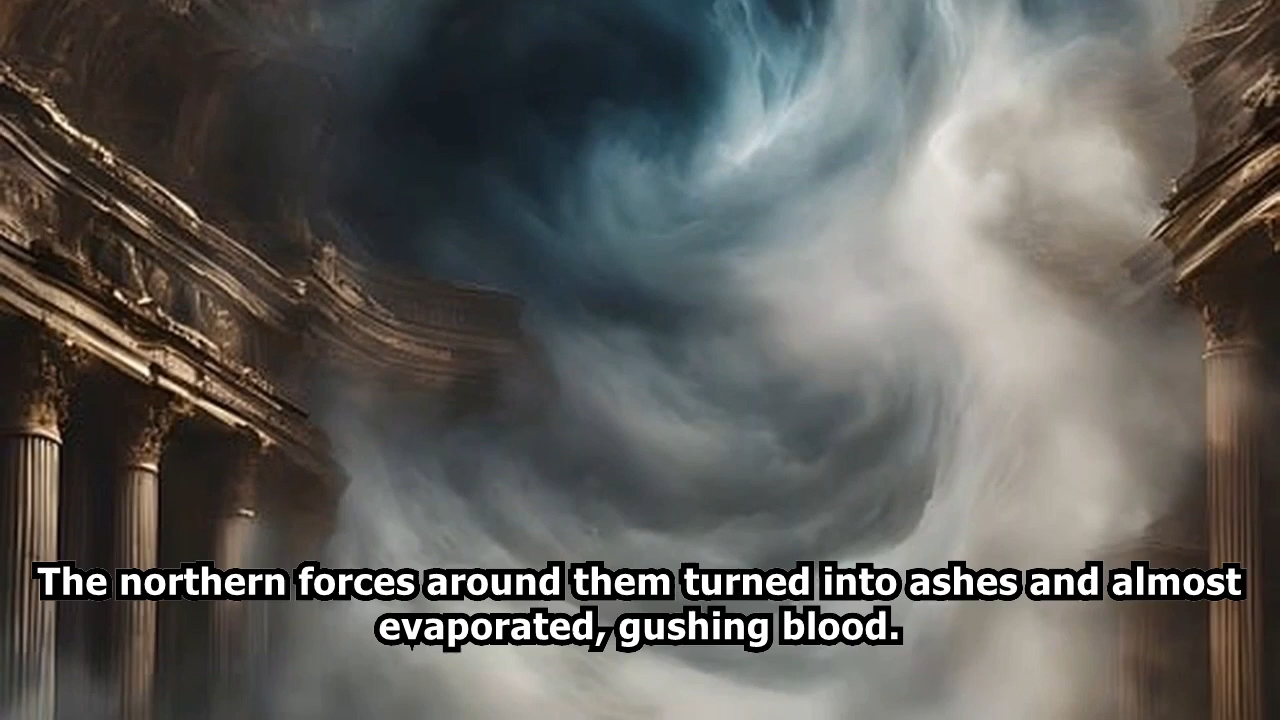 The northern forces around them turned into ashes and almost
evaporated, gushing blood.